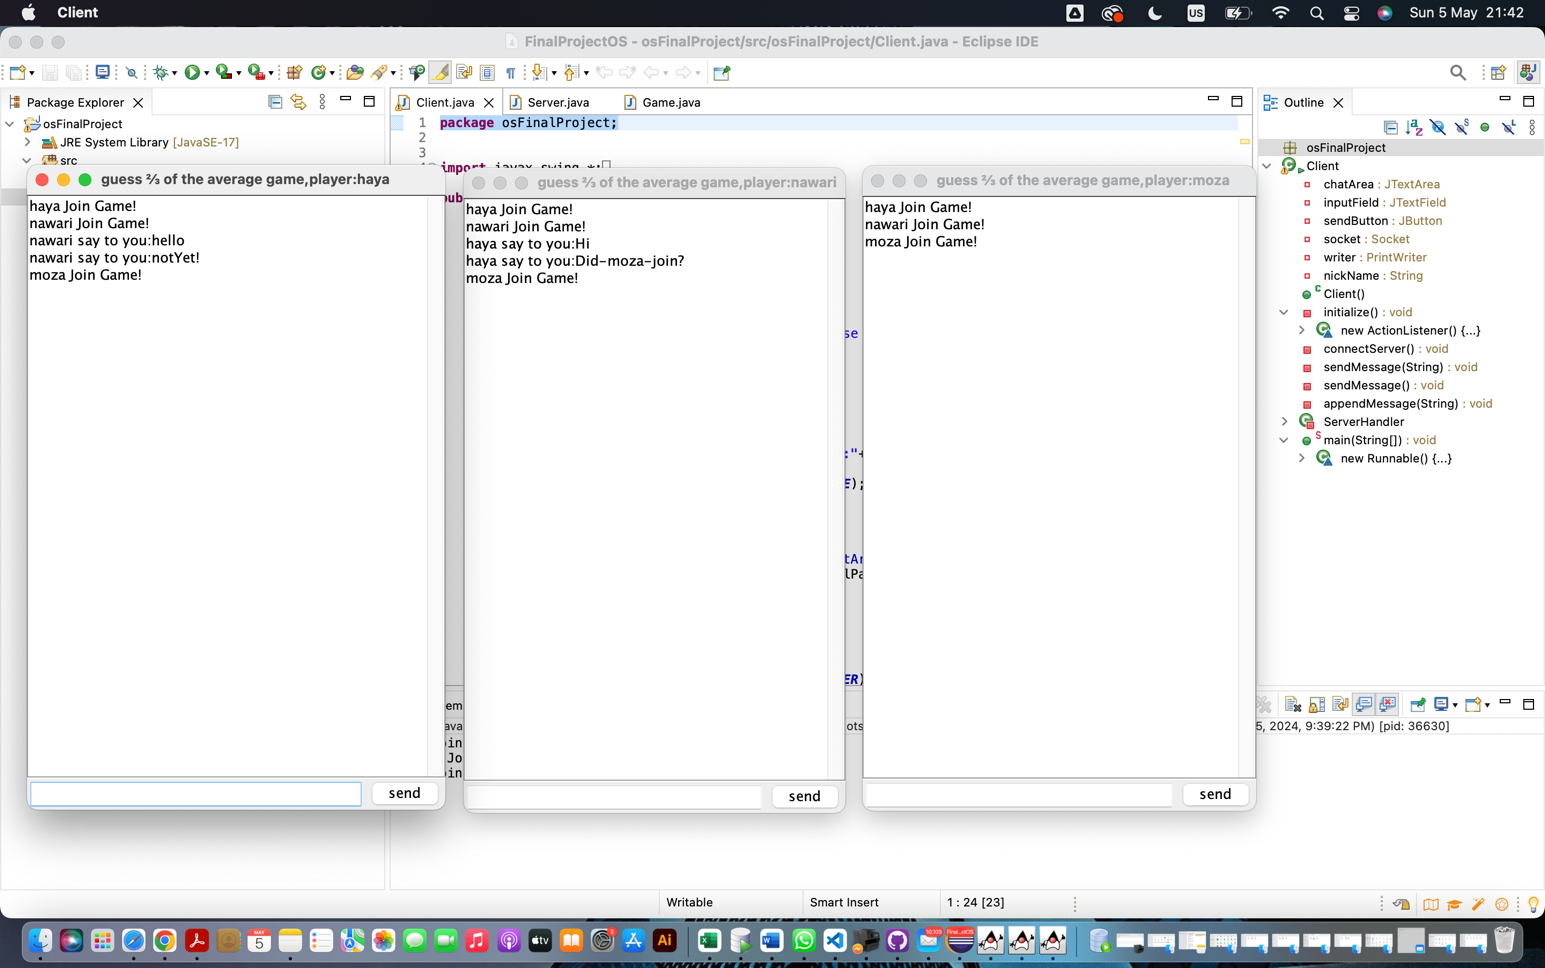 Client
US
Sun 5 May 21:42
FinalProjectOS - osFinalProject/src/osFinalProject/Client.java - Eclipse IDE
Package Explorer
osFinalProject
JRE System Library [JavaSE-17]
src
Client.java
Server.java
Game.java
1
package osFinalProject;
2
3
guess ⅔ of the average game,player:haya
haya Join Game!
nawari Join Game!
nawari say to you:hello
nawari say to you:notYet!
moza Join Game!
send
guess ⅔ of the average game,player:nawari
haya Join Game!
nawari Join Game!
haya say to you:Hi
haya say to you:Did-moza-join?
moza Join Game!
send
guess ⅔ of the average game,player:moza
haya Join Game!
nawari Join Game!
moza Join Game!
send
Outline
osFinalProject
Client
chatArea : JTextArea
inputField : JTextField
sendButton : JButton
socket : Socket
writer : PrintWriter
nickName : String
Client()
initialize() : void
new ActionListener() {...}
connectServer() : void
sendMessage(String) : void
sendMessage() : void
appendMessage(String) : void
ServerHandler
main(String[]) : void
new Runnable() {...}
5, 2024, 9:39:22 PM) [pid: 36630]
Writable
Smart Insert
1 : 24 [23]
MAY
5
tv
Ai
10,105